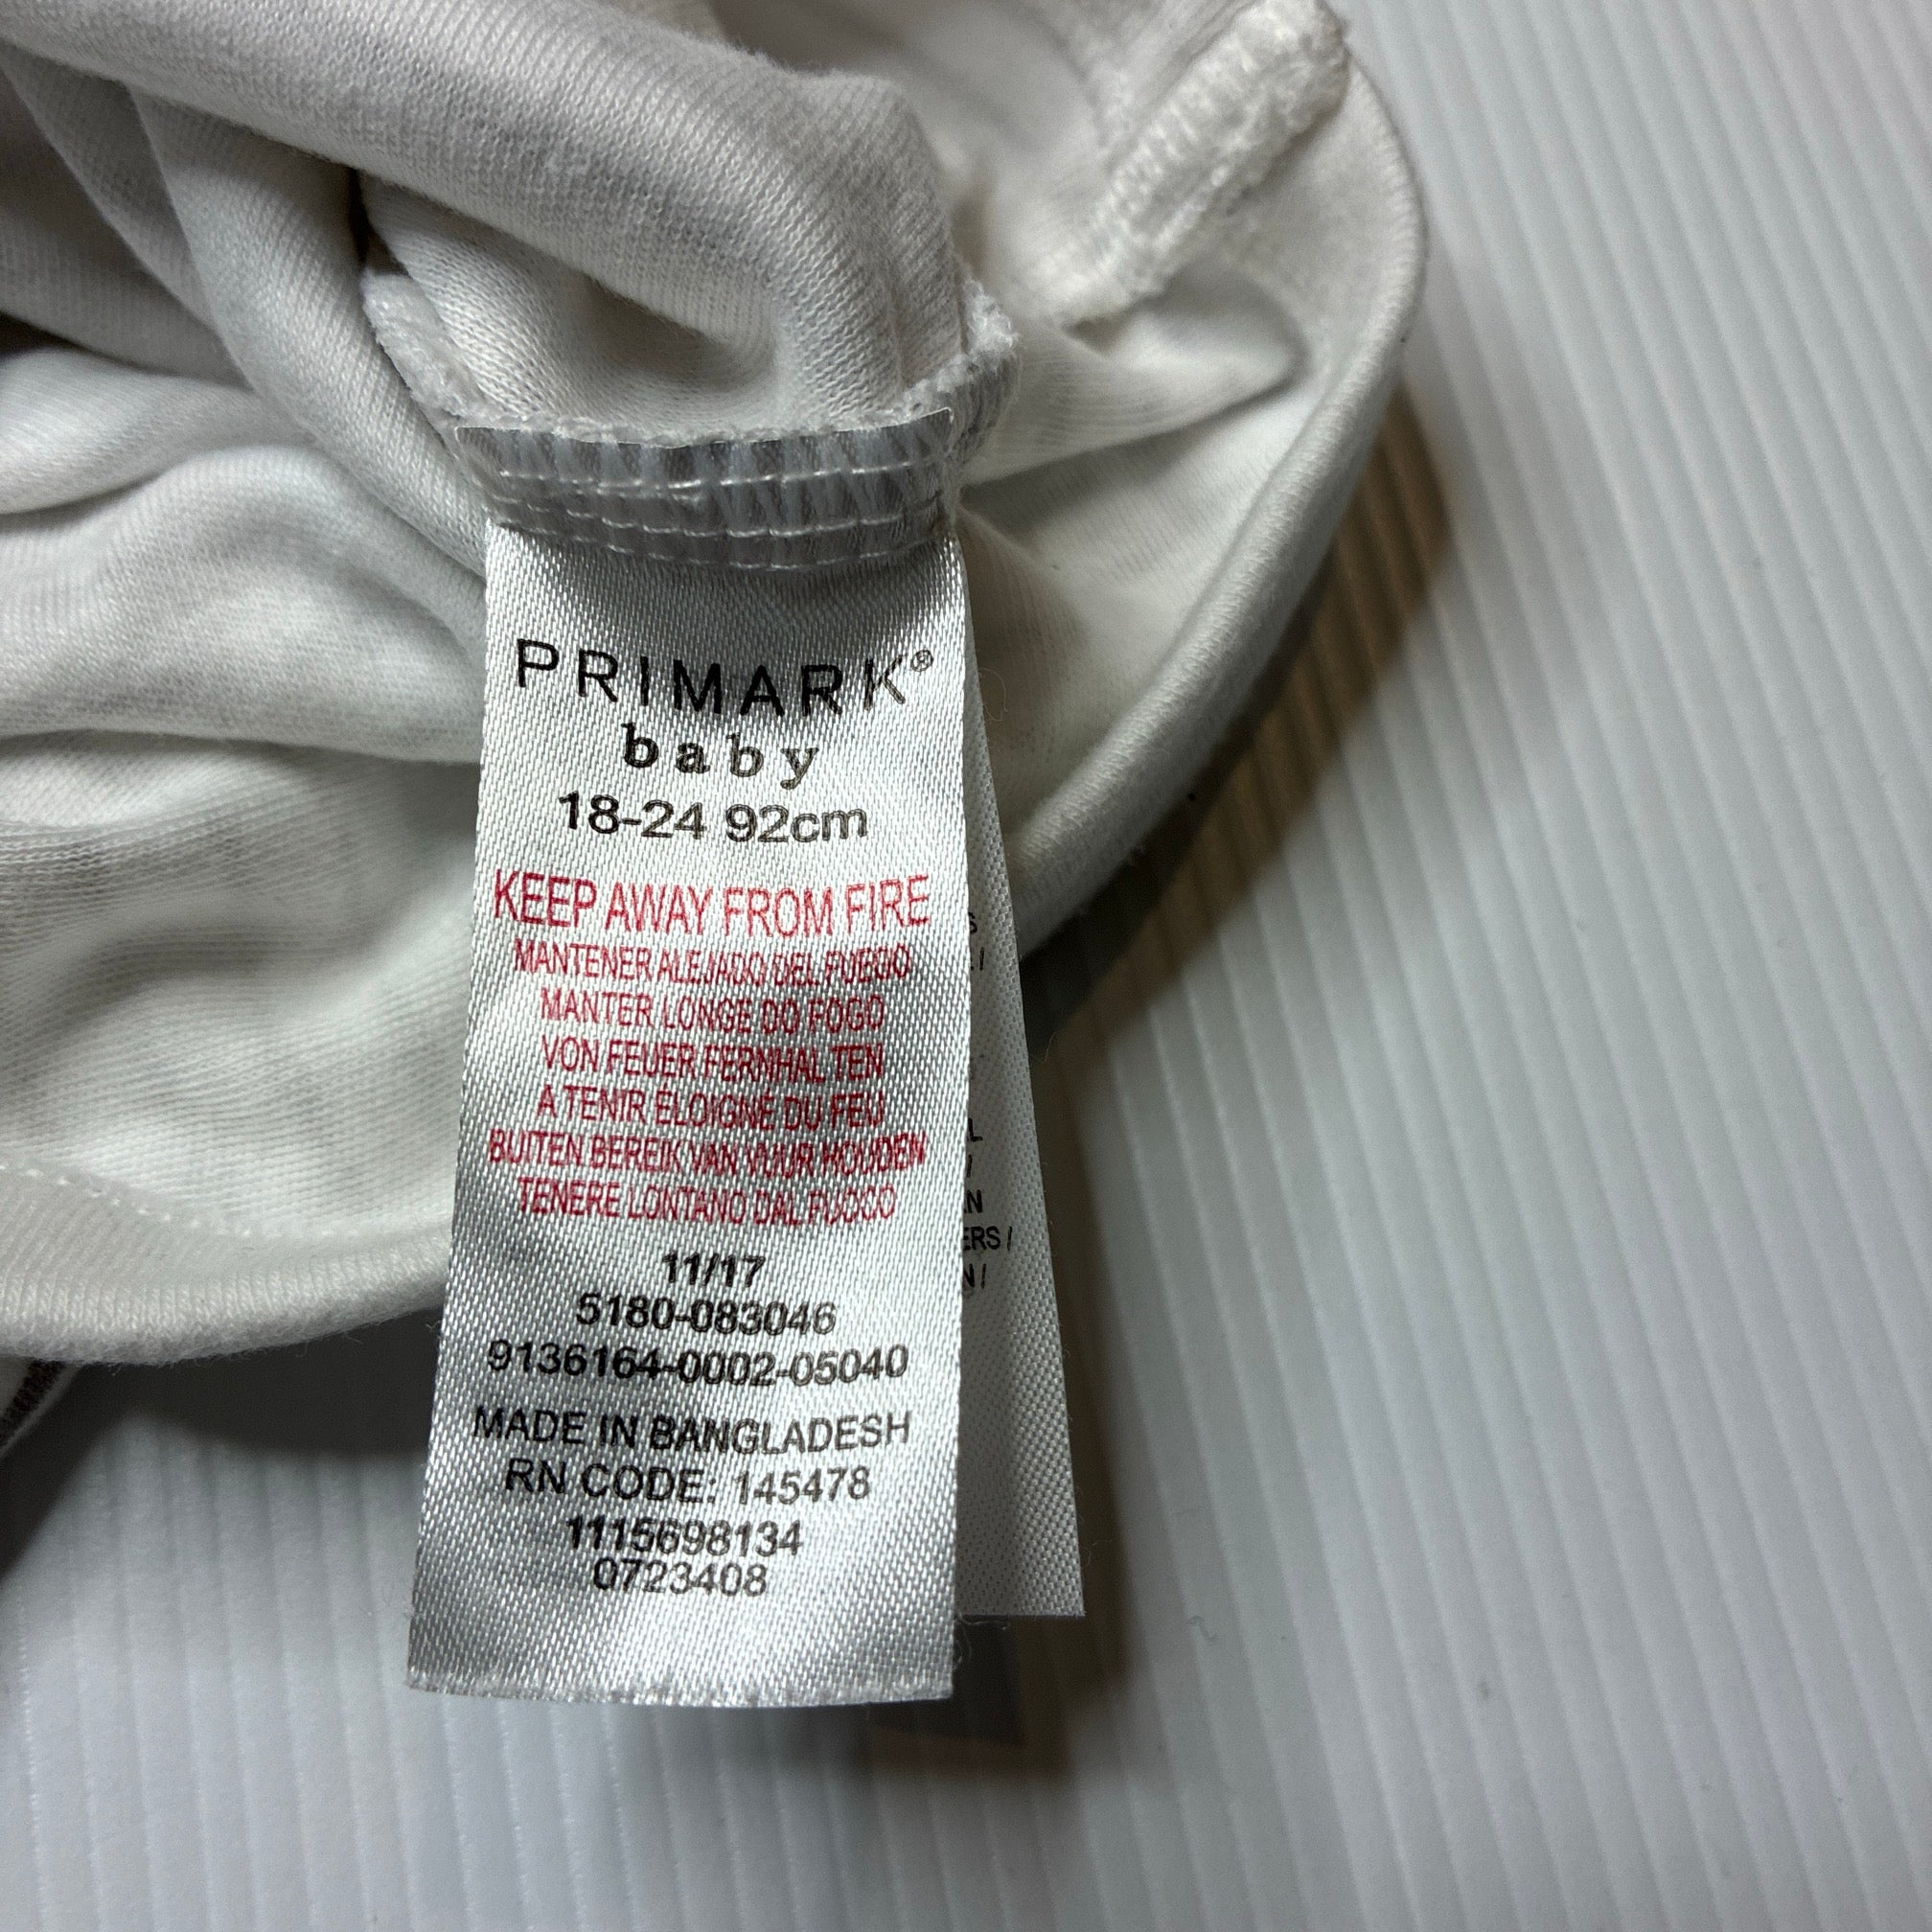 PRIMARK®
baby
18-24 92cm
KEEP AWAY FROM FIRE
MANTENER ALEJADO DEL FUEGO
MANTER LONGE DO FOGO
VON FEUER FERNHALTEN
A TENIR ÉLOIGNÉ DU FEU
BUITEN BEREIK VAN VUUR HOUDEN
TENERE LONTANO DAL FUOCO
11/17
5180-083046
9136164-0002-05040
MADE IN BANGLADESH
RN CODE: 145478
1115698134
0723408